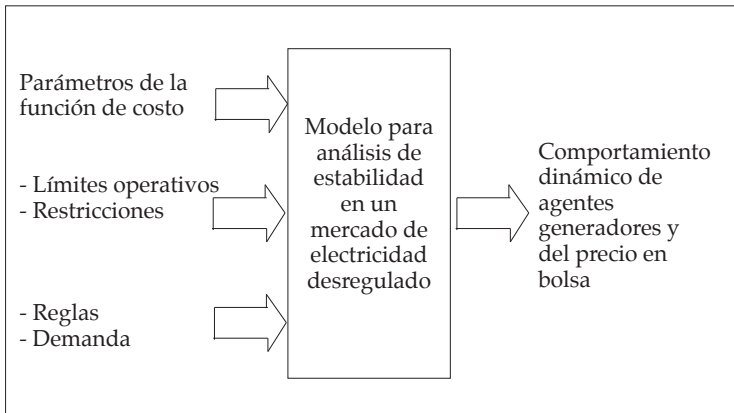 Parámetros de la
función de costo
- Límites operativos
- Restricciones
- Reglas
- Demanda
Modelo para
análisis de
estabilidad
en un
mercado de
electricidad
desregulado
Comportamiento
dinámico de
agentes
generadores y
del precio en
bolsa